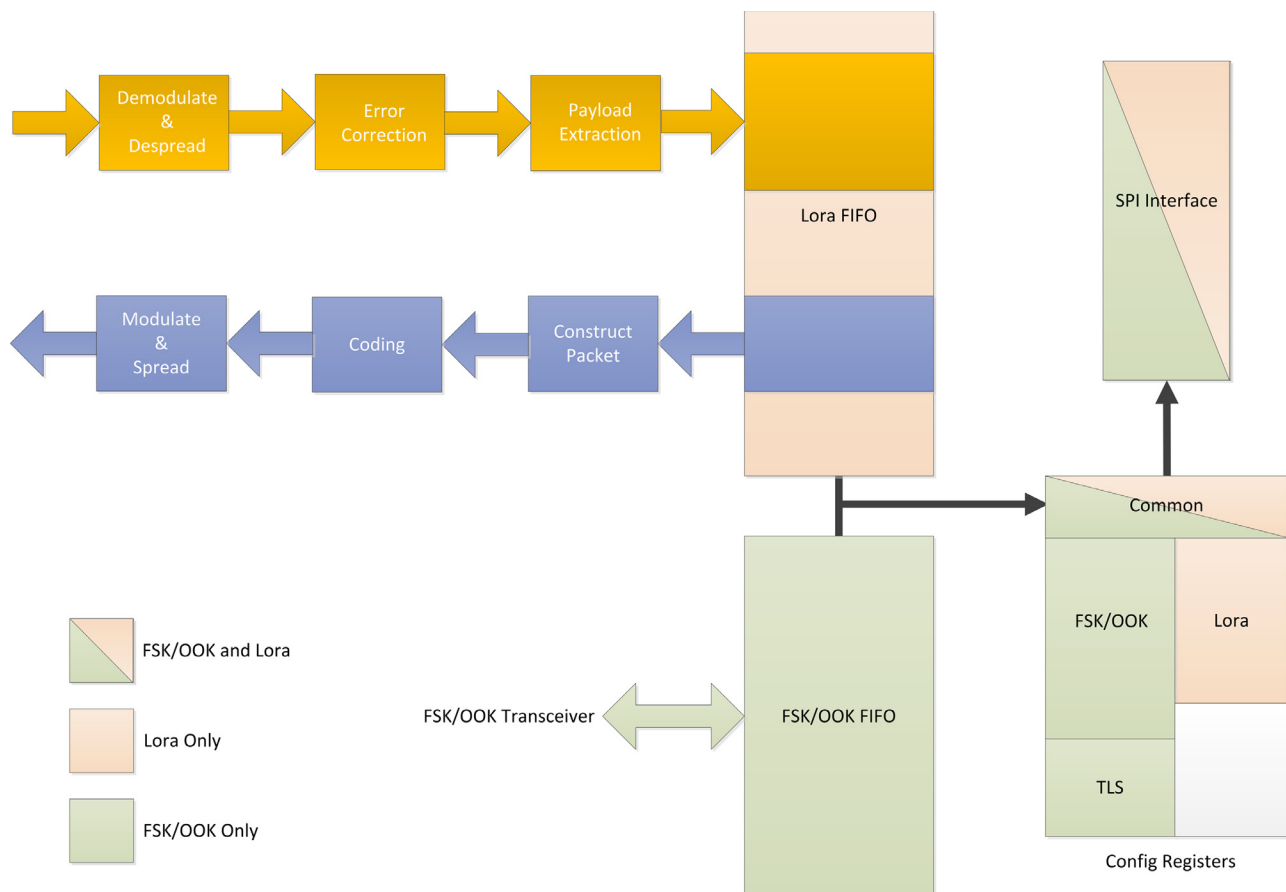 Demodulate
&
Despread
Error
Correction
Payload
Extraction
Lora FIFO
SPI Interface
Modulate
&
Spread
Coding
Construct
Packet
Common
FSK/OOK
Lora
TLS
Config Registers
FSK/OOK and Lora
Lora Only
FSK/OOK Only
FSK/OOK Transceiver
FSK/OOK FIFO